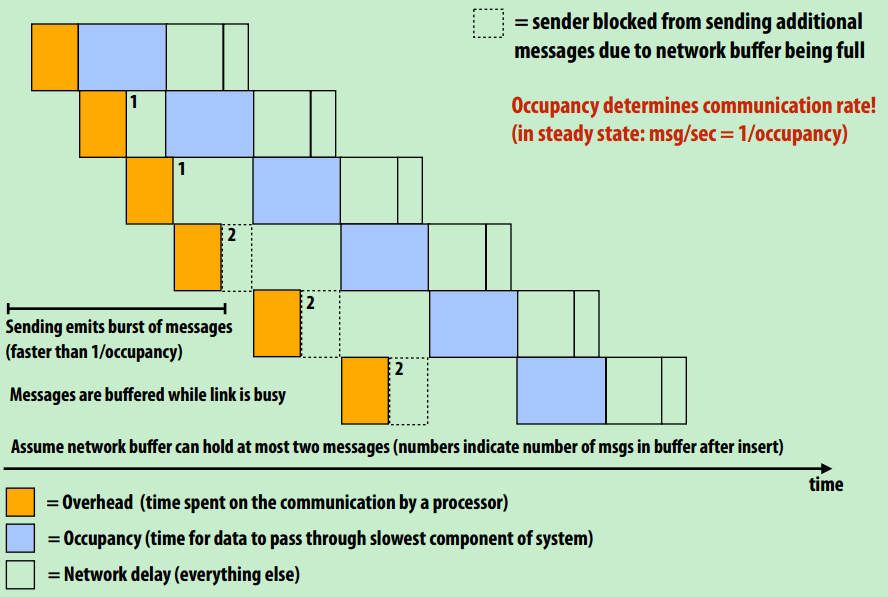 = sender blocked from sending additional
messages due to network buffer being full
Occupancy determines communication rate!
(in steady state: msg/sec = 1/occupancy)
1
1
2
2
2
Sending emits burst of messages
(faster than 1/occupancy)
Messages are buffered while link is busy
Assume network buffer can hold at most two messages (numbers indicate number of msgs in buffer after insert)
time
= Overhead (time spent on the communication by a processor)
= Occupancy (time for data to pass through slowest component of system)
= Network delay (everything else)